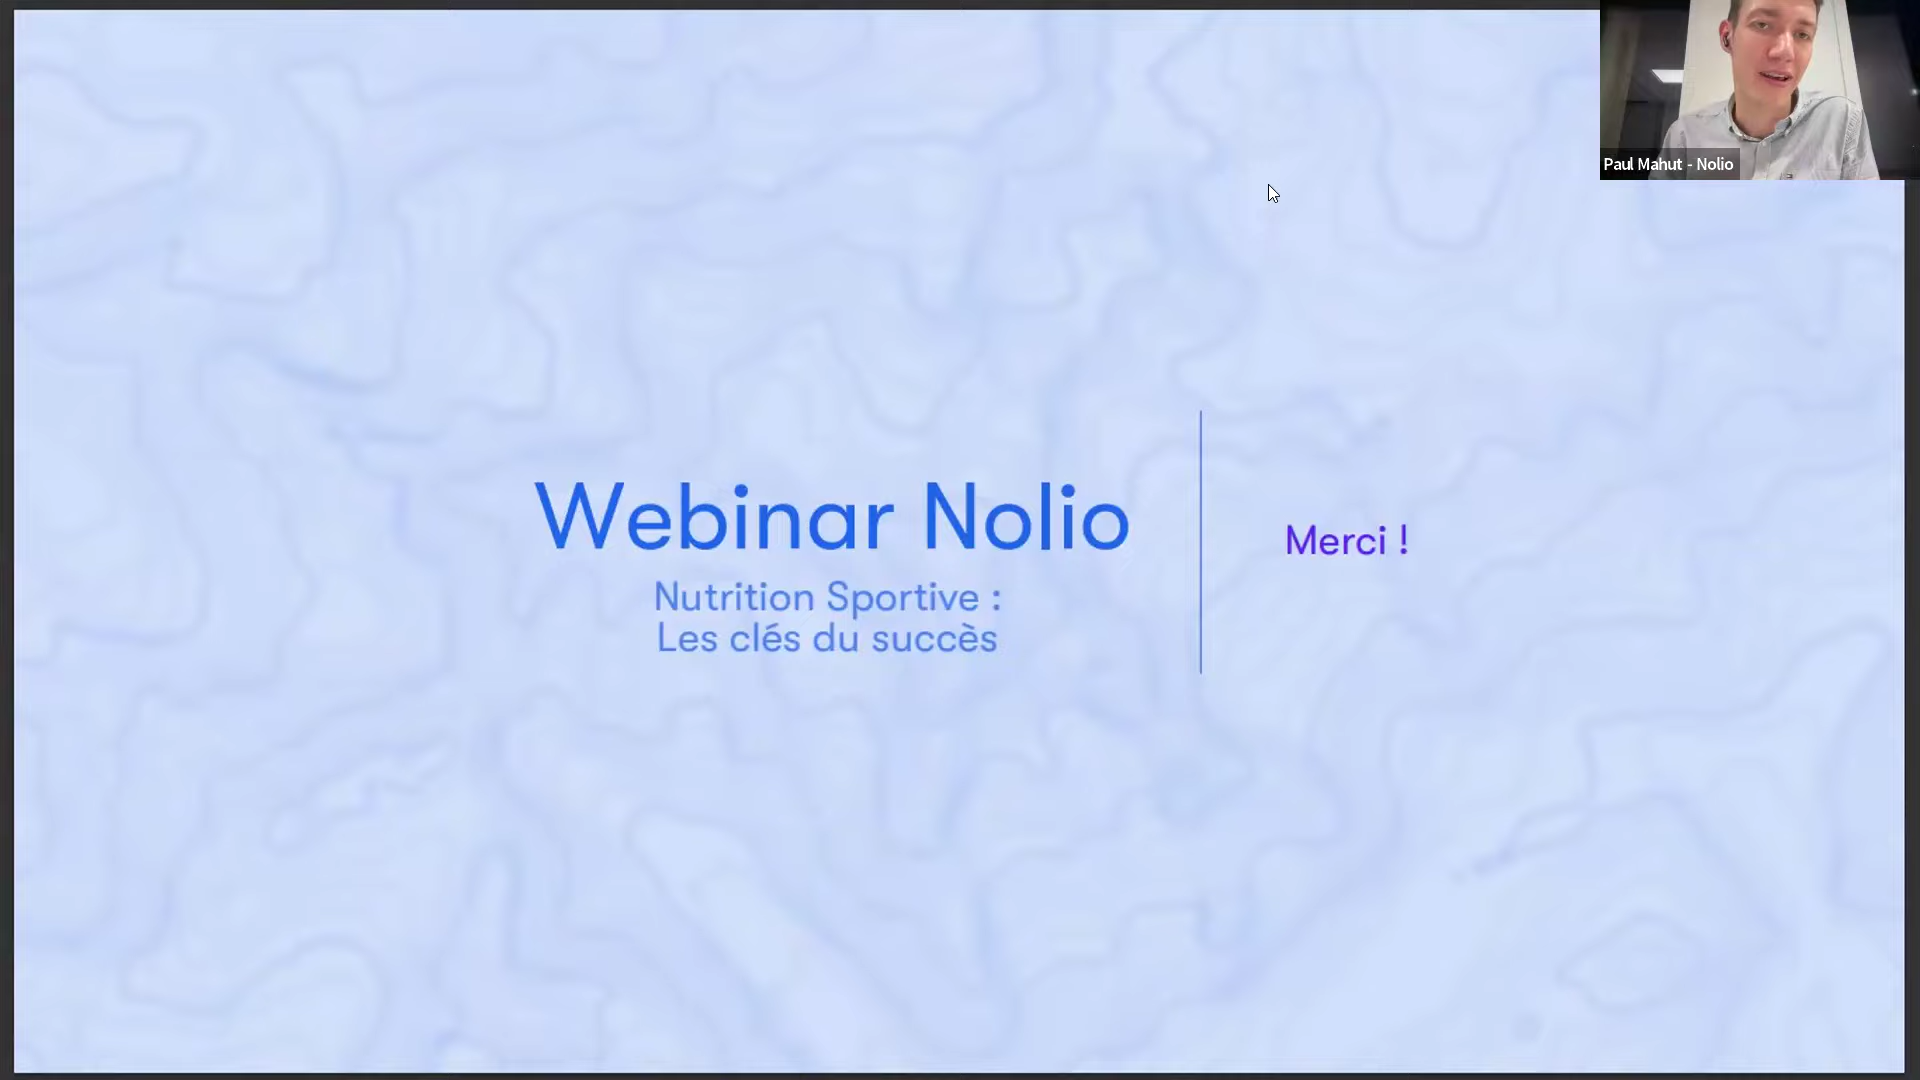 Paul Mahut - Nolio
Webinar Nolio
Nutrition Sportive :
Les clés du succès
Merci !